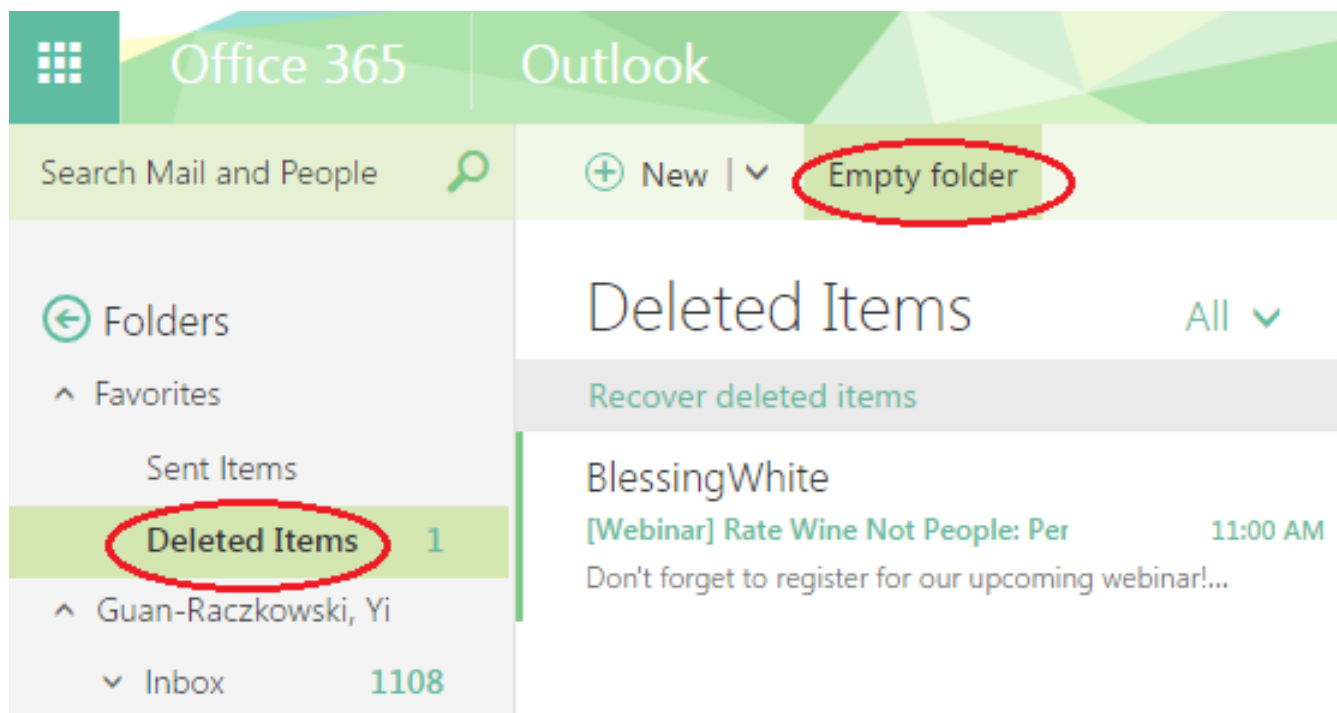 Office 365
Outlook
Search Mail and People
New
Empty folder
Folders
Favorites
Sent Items
Deleted Items 1
Guan-Raczkowski, Yi
Inbox 1108
Deleted Items
All
Recover deleted items
BlessingWhite
[Webinar] Rate Wine Not People: Per 11:00 AM
Don't forget to register for our upcoming webinar!...